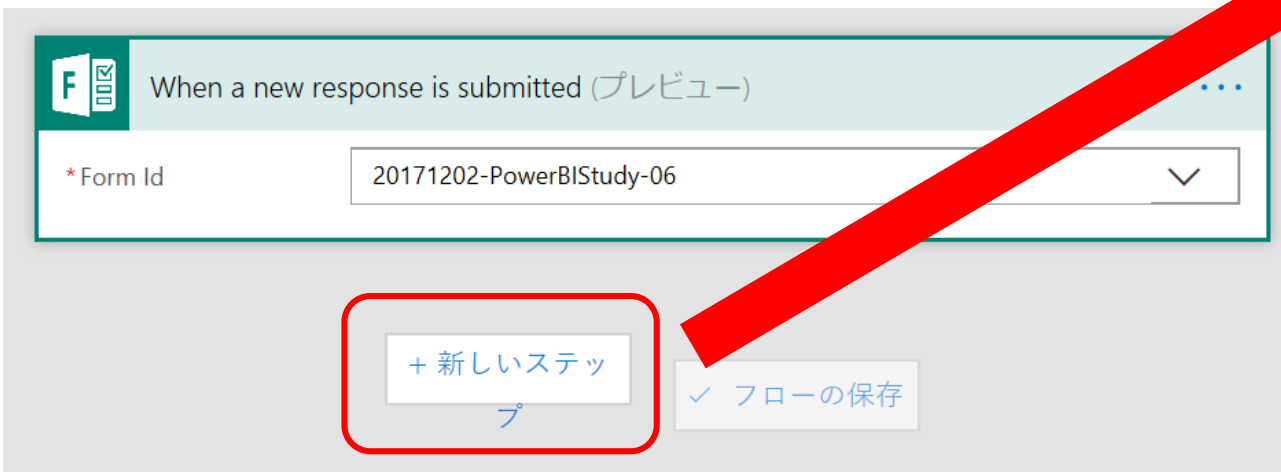 F
When a new response is submitted (プレビュー)
*Form Id
20171202-PowerBIStudy-06
+ 新しいステッ
プ
✓ フローの保存